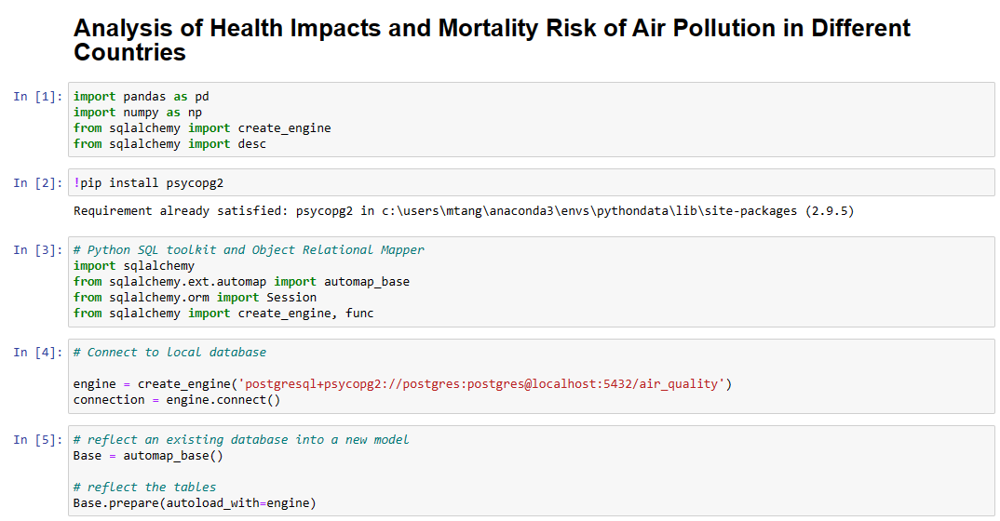 Analysis of Health Impacts and Mortality Risk of Air Pollution in Different
Countries
In [1]: import pandas as pd
import numpy as np
from sqlalchemy import create_engine
from sqlalchemy import desc
In [2]: !pip install psycopg2
Requirement already satisfied: psycopg2 in c:\users\mtang\anaconda3\envs\pythondata\lib\site-packages (2.9.5)
In [3]: # Python SQL toolkit and Object Relational Mapper
import sqlalchemy
from sqlalchemy.ext.automap import automap_base
from sqlalchemy.orm import Session
from sqlalchemy import create_engine, func
In [4]: # Connect to local database
engine = create_engine('postgresql+psycopg2://postgres:postgres@localhost:5432/air_quality')
connection = engine.connect()
In [5]: # reflect an existing database into a new model
Base = automap_base()
# reflect the tables
Base.prepare(autoload_with=engine)